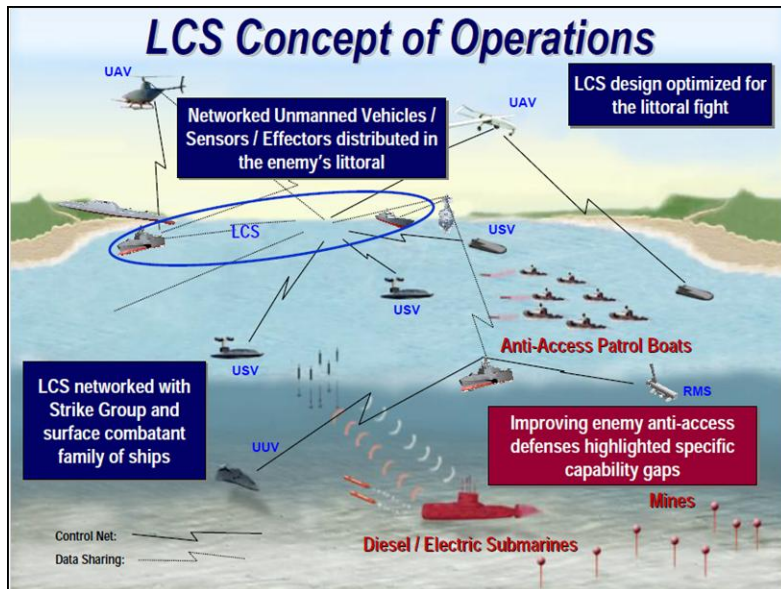 LCS Concept of Operations
UAV
Networked Unmanned Vehicles /
Sensors / Effectors distributed in
the enemy's littoral
UAV
LCS design optimized for
the littoral fight
LCS
USV
USV
Anti-Access Patrol Boats
USV
RMS
LCS networked with
Strike Group and
surface combatant
family of ships
Improving enemy anti-access
defenses highlighted specific
capability gaps
UUV
Mines
Control Net:
Data Sharing:
Diesel / Electric Submarines